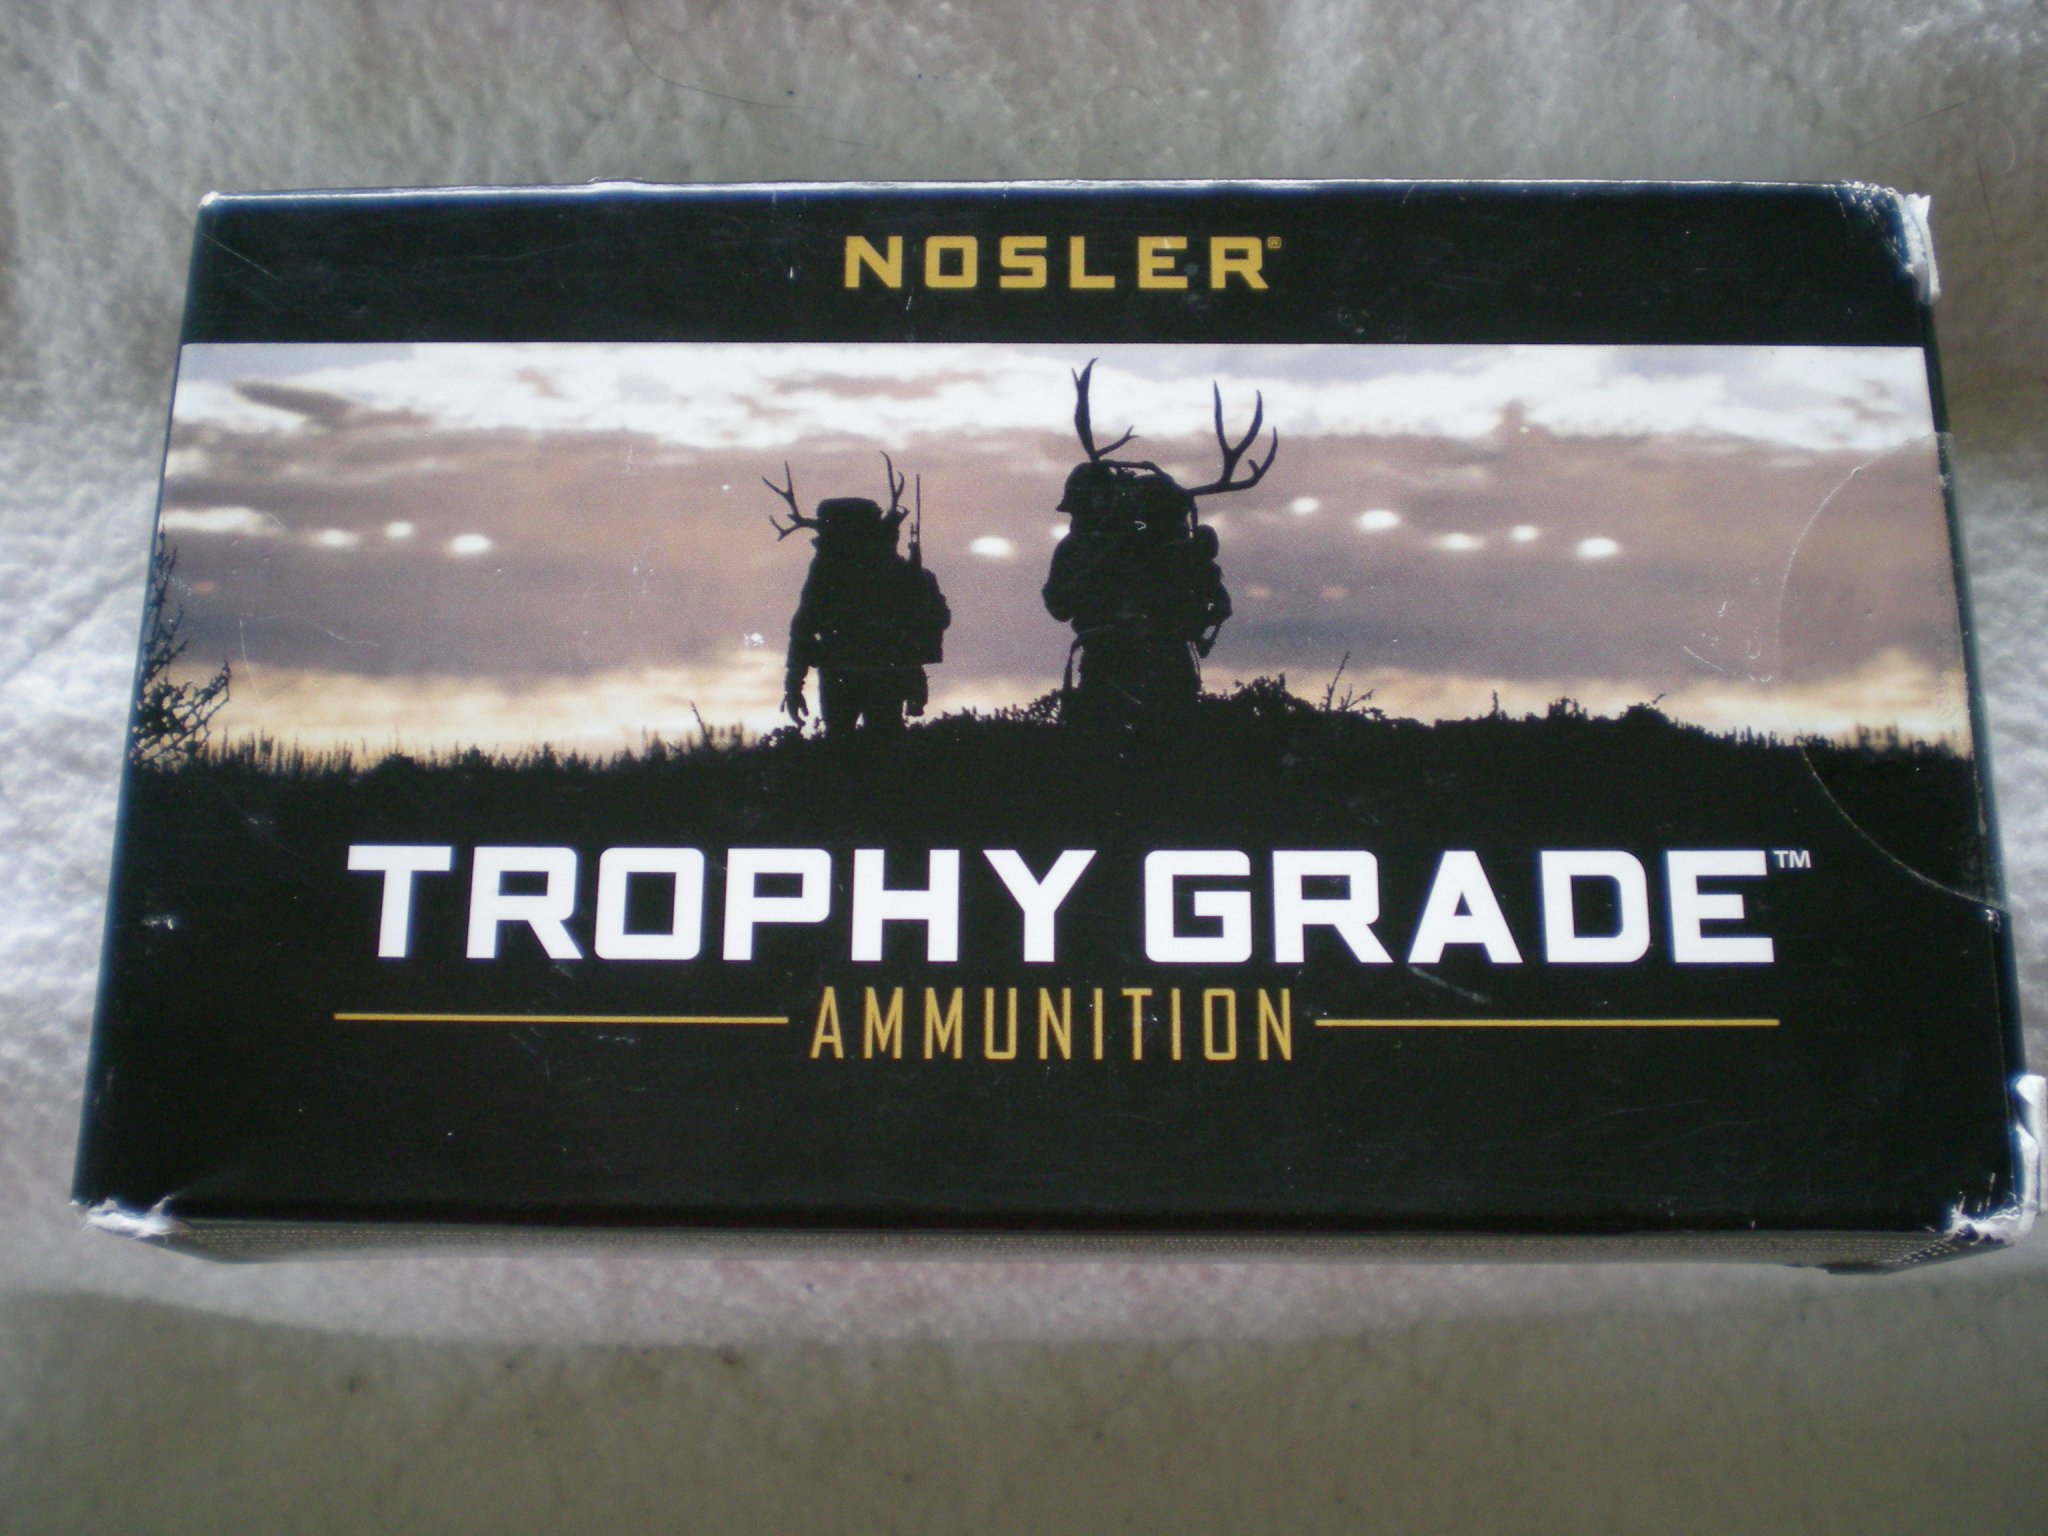 NOSLER®
TROPHY GRADE™
AMMUNITION